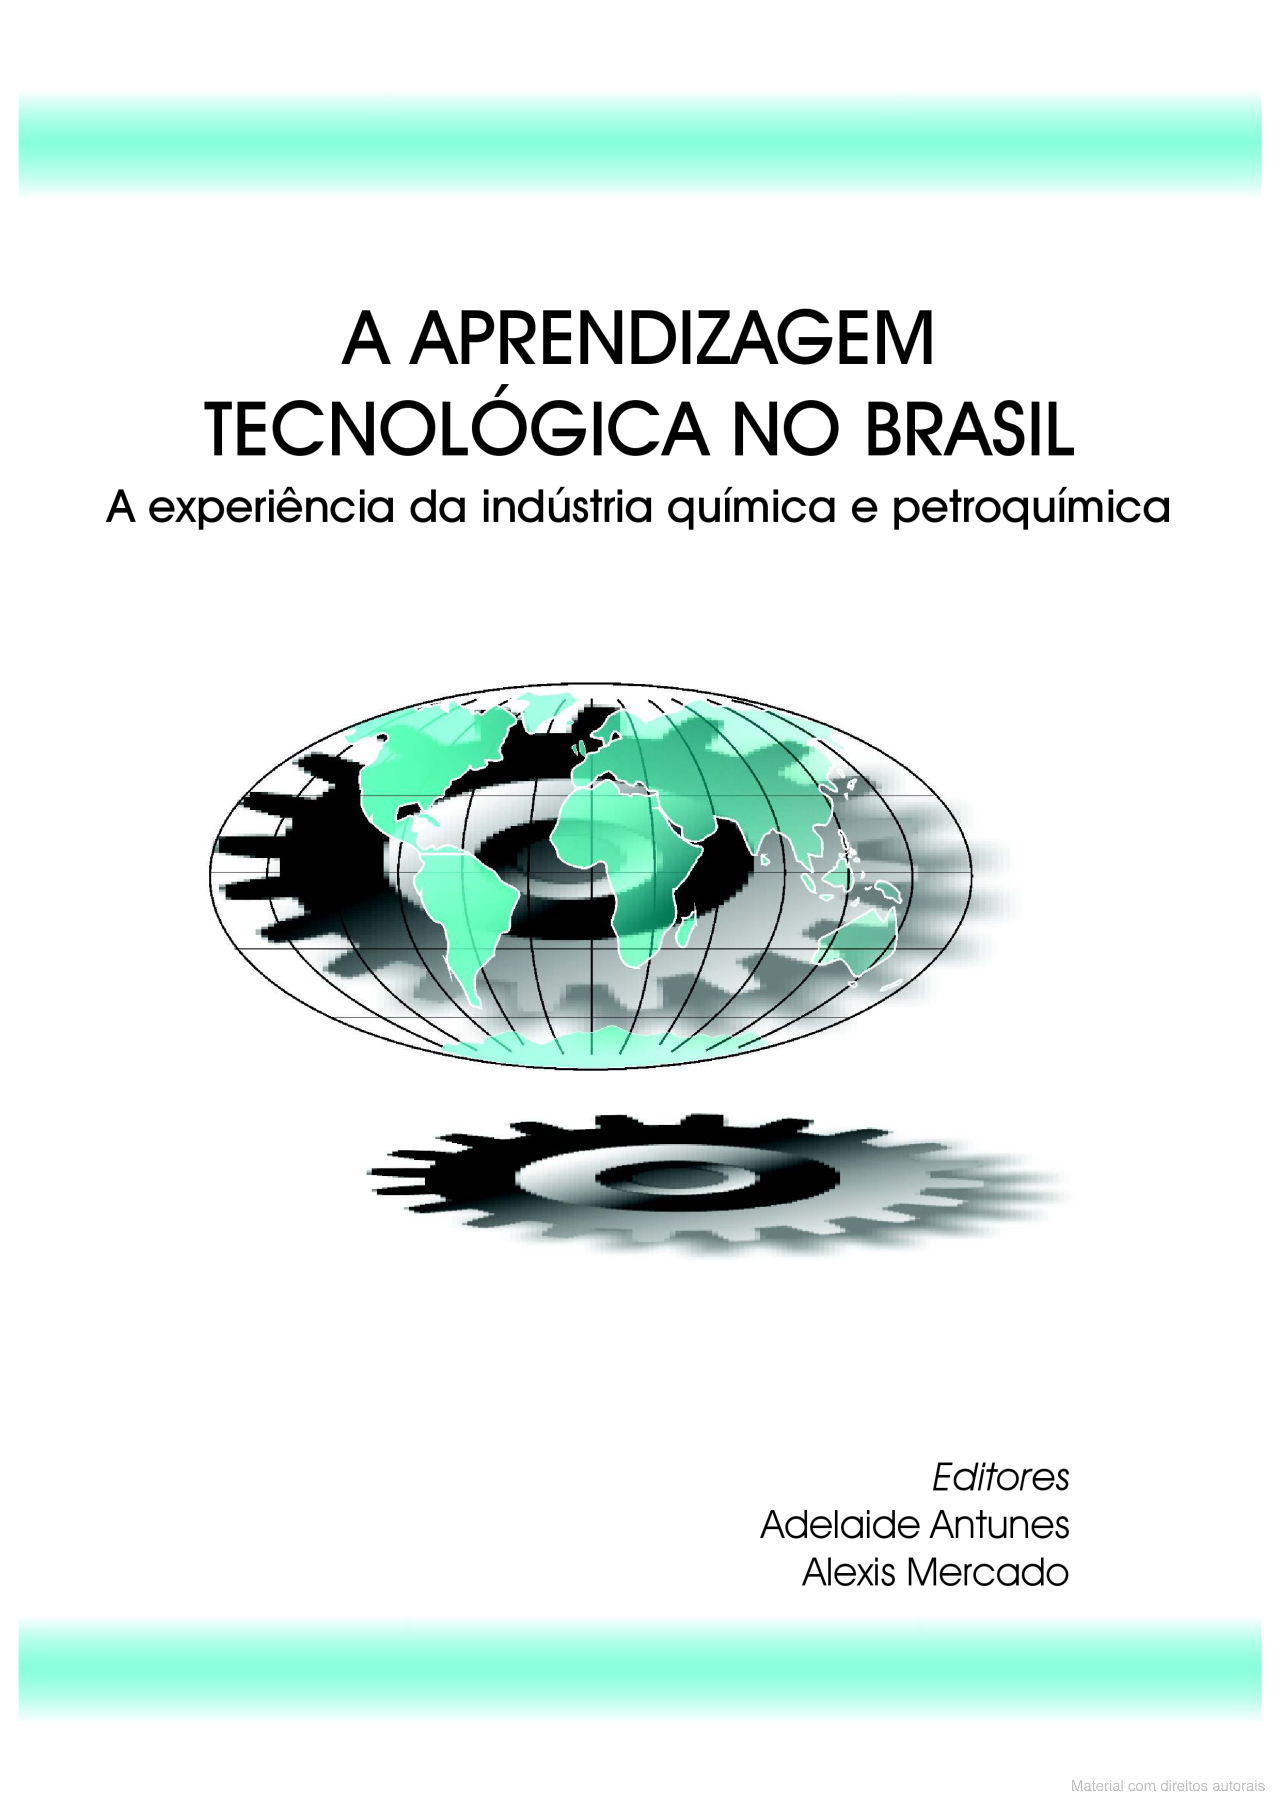 A APRENDIZAGEM
TECNOLÓGICA NO BRASIL
A experiência da indústria química e petroquímica
Editores
Adelaide Antunes
Alexis Mercado
Material com direitos autorais